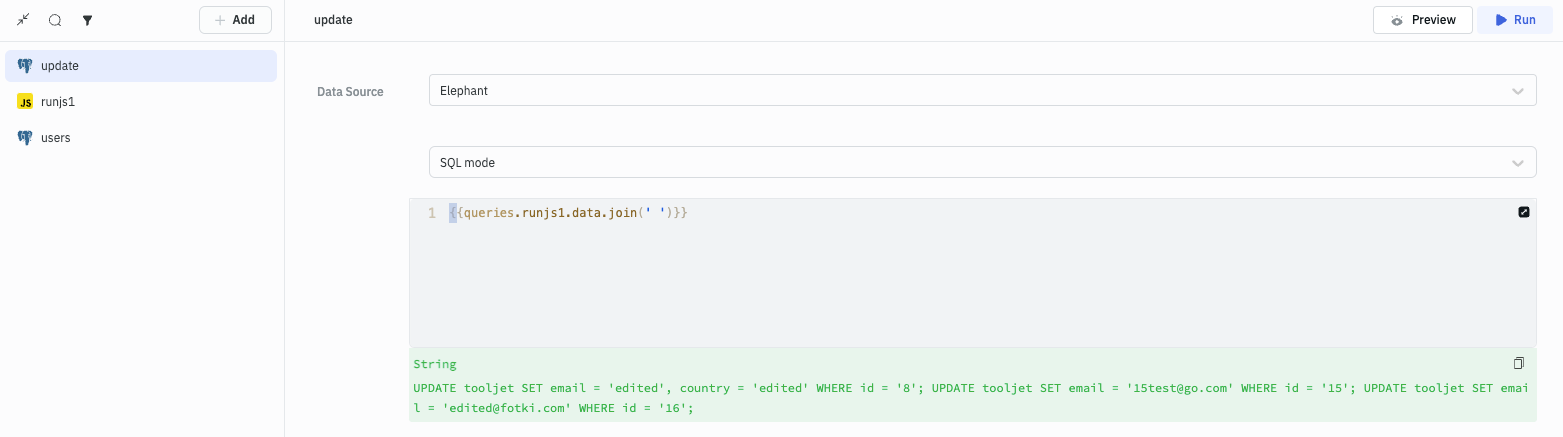 Add
update
Preview
Run
update
JS runjs1
users
Data Source
Elephant
SQL mode
1 {{queries.runjs1.data.join(' ')}}
String
UPDATE tooljet SET email = 'edited', country = 'edited' WHERE id = '8'; UPDATE tooljet SET email = '15test@go.com' WHERE id = '15'; UPDATE tooljet SET emai
l = 'edited@fotki.com' WHERE id = '16';